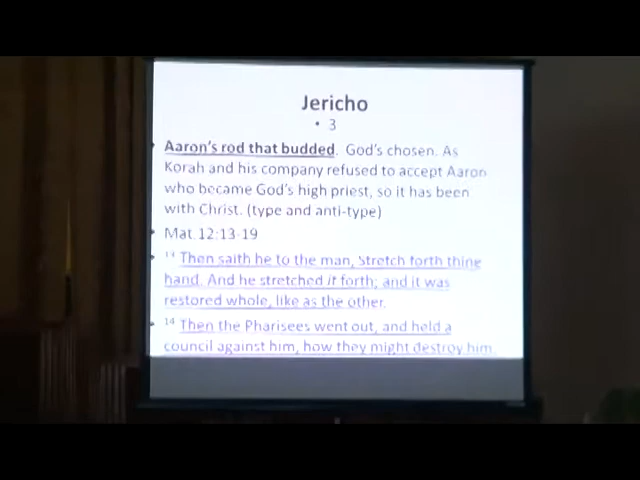 Jericho
• 3
• Aaron's rod that budded. God's chosen. As
Korah and his company refused to accept Aaron
who became God's high priest, so it has been
with Christ. (type and anti-type)
• Mat 12:13-19
• 13 Then saith he to the man, Stretch forth thine
hand. And he stretched it forth; and it was
restored whole, like as the other.
• 14 Then the Pharisees went out, and held a
council against him, how they might destroy him.